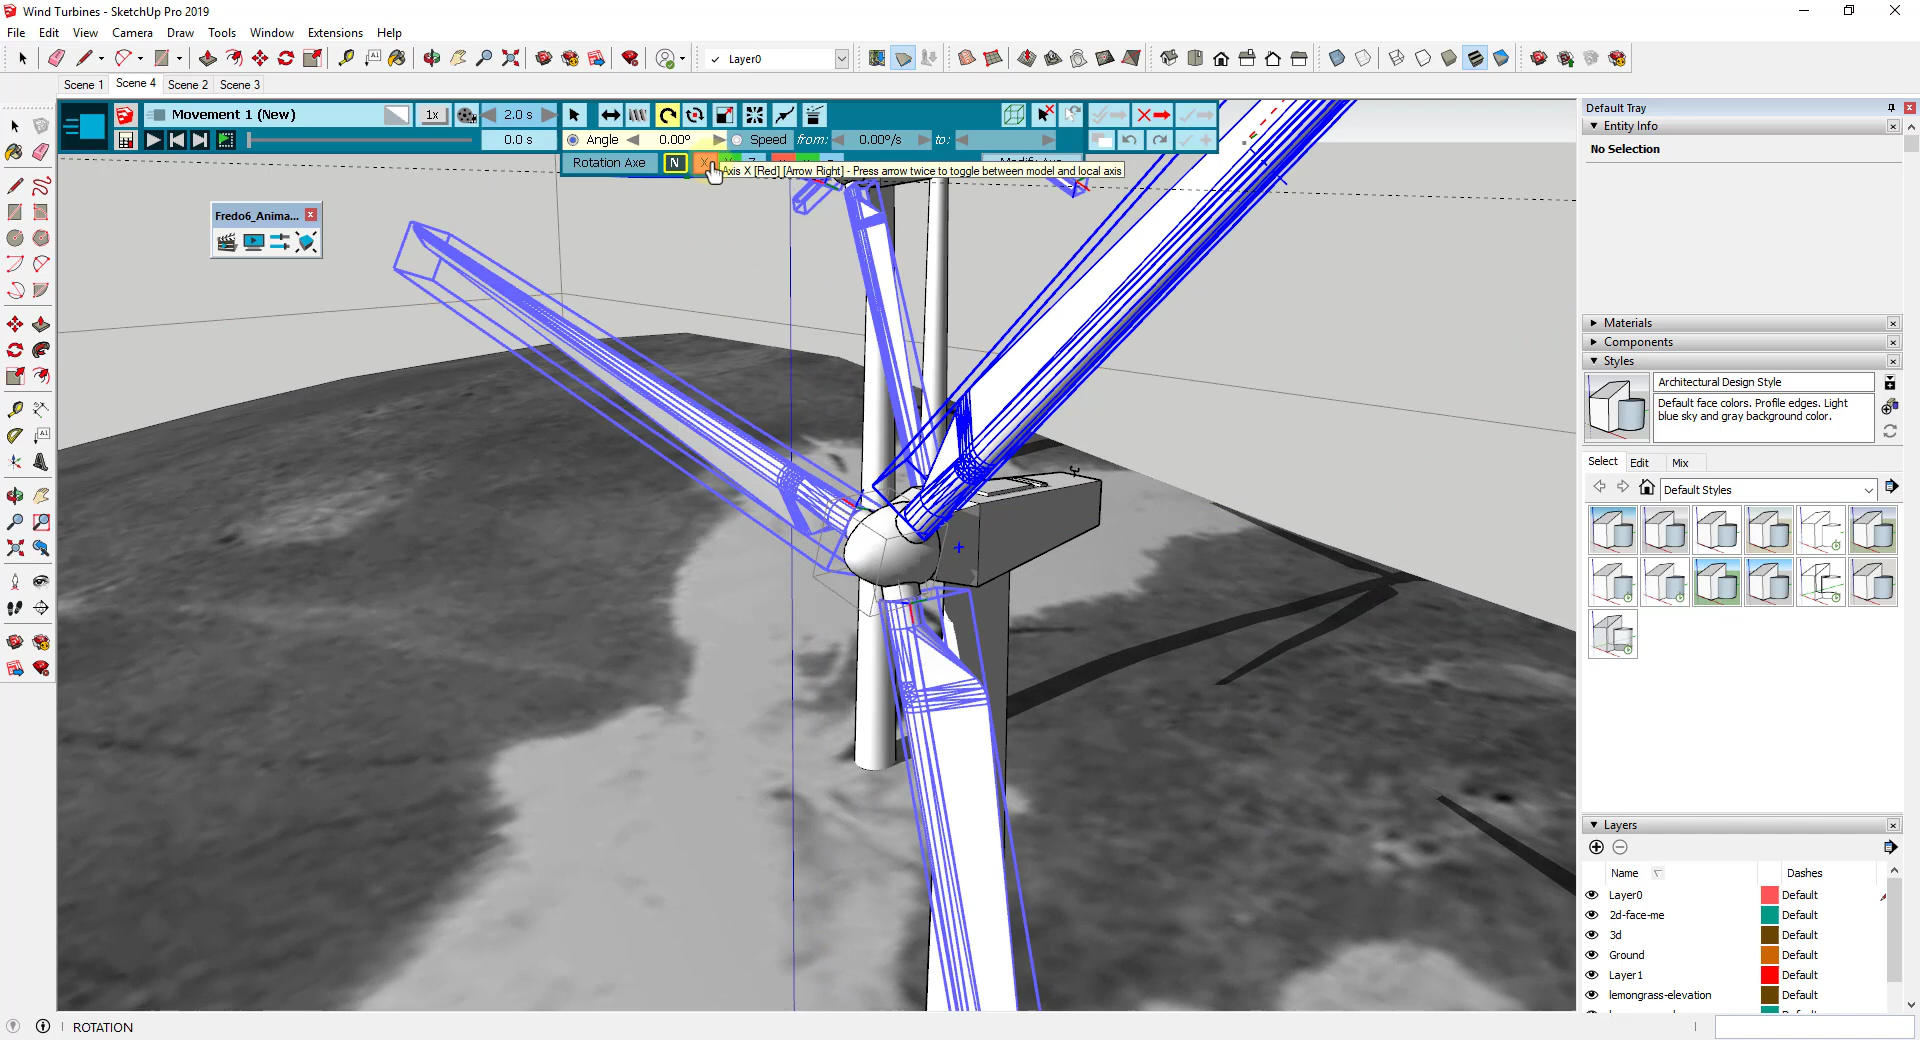 Wind Turbines - SketchUp Pro 2019
File Edit View Camera Draw Tools Window Extensions Help
Layer0
Scene 1 Scene 4 Scene 2 Scene 3
Movement 1 (New) 1x 2.0 s
0.0 s Angle 0.00° Speed from: 0.00°/s to:
Rotation Axe N X
Axis X [Red] [Arrow Right] - Press arrow twice to toggle between model and local axis
Fredo6_Anima...
Default Tray
Entity Info
No Selection
Materials
Components
Styles
Architectural Design Style
Default face colors. Profile edges. Light
blue sky and gray background color.
Select Edit Mix
Default Styles
Layers
Name Dashes
Layer0 Default
2d-face-me Default
3d Default
Ground Default
Layer1 Default
lemongrass-elevation Default
ROTATION